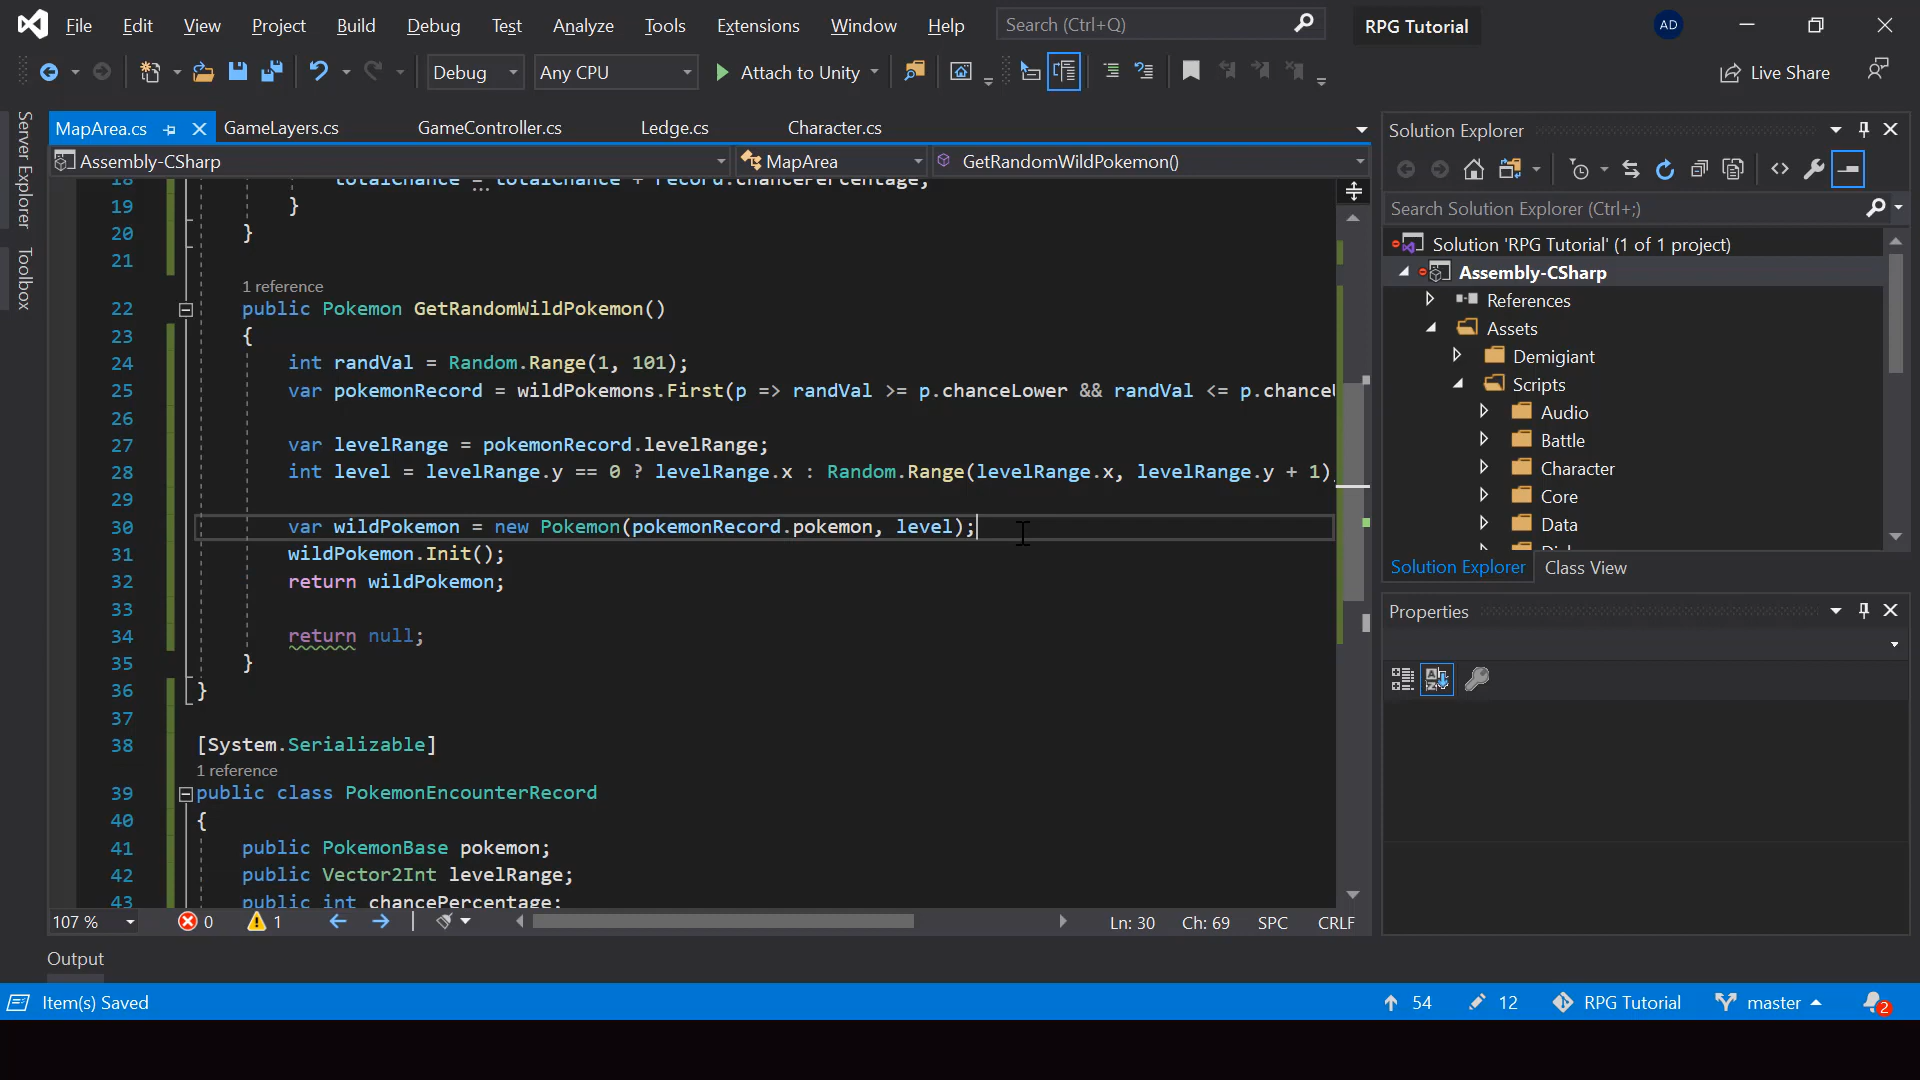 File Edit View Project Build Debug Test Analyze Tools Extensions Window Help Search (Ctrl+Q) RPG Tutorial AD
Debug Any CPU Attach to Unity Live Share
Server Explorer
Toolbox
MapArea.cs GameLayers.cs GameController.cs Ledge.cs Character.cs
Assembly-CSharp MapArea GetRandomWildPokemon()
18 totalChance = totalChance + record.chancePercentage;
19 }
20 }
21
1 reference
22 public Pokemon GetRandomWildPokemon()
23 {
24 int randVal = Random.Range(1, 101);
25 var pokemonRecord = wildPokemons.First(p => randVal >= p.chanceLower && randVal <= p.chance
26
27 var levelRange = pokemonRecord.levelRange;
28 int level = levelRange.y == 0 ? levelRange.x : Random.Range(levelRange.x, levelRange.y + 1)
29
30 var wildPokemon = new Pokemon(pokemonRecord.pokemon, level);
31 wildPokemon.Init();
32 return wildPokemon;
33
34 return null;
35 }
36 }
37
38 [System.Serializable]
1 reference
39 public class PokemonEncounterRecord
40 {
41 public PokemonBase pokemon;
42 public Vector2Int levelRange;
43 public int chancePercentage;
107 % 0 1 Ln: 30 Ch: 69 SPC CRLF
Output
Item(s) Saved 54 12 RPG Tutorial master 2
Solution Explorer
Search Solution Explorer (Ctrl+;)
Solution 'RPG Tutorial' (1 of 1 project)
Assembly-CSharp
References
Assets
Demigiant
Scripts
Audio
Battle
Character
Core
Data
Solution Explorer Class View
Properties